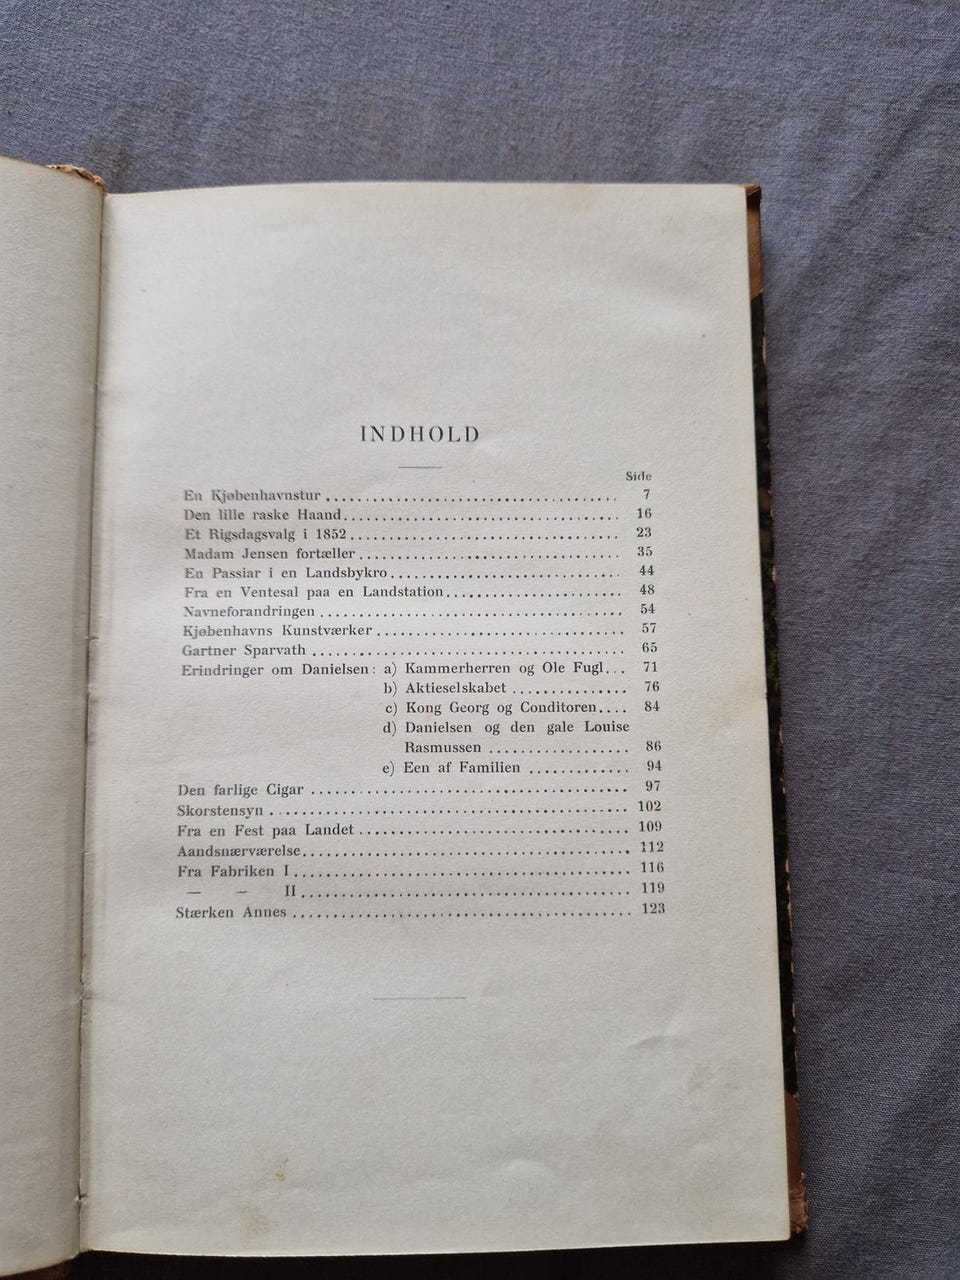 INDHOLD
Side
En Kjøbenhavnstur 7
Den lille raske Haand 16
Et Rigsdagsvalg i 1852 23
Madam Jensen fortæller 35
En Passiar i en Landsbykro 44
Fra en Ventesal paa en Landstation 48
Navneforandringen 54
Kjøbenhavns Kunstværker 57
Gartner Sparvath 65
Erindringer om Danielsen: a) Kammerherren og Ole Fugl 71
b) Aktieselskabet 76
c) Kong Georg og Conditoren 84
d) Danielsen og den gale Louise
Rasmussen 86
e) Een af Familien 94
Den farlige Cigar 97
Skorstensyn 102
Fra en Fest paa Landet 109
Aandsnærværelse 112
Fra Fabriken I 116
— – II 119
Stærken Annes 123